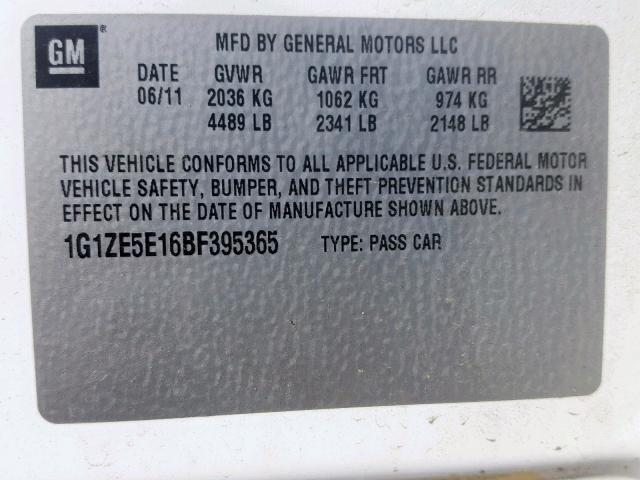 GM ®
MFD BY GENERAL MOTORS LLC
DATE GVWR GAWR FRT GAWR RR
06/11 2036 KG 1062 KG 974 KG
4489 LB 2341 LB 2148 LB
THIS VEHICLE CONFORMS TO ALL APPLICABLE U.S. FEDERAL MOTOR
VEHICLE SAFETY, BUMPER, AND THEFT PREVENTION STANDARDS IN
EFFECT ON THE DATE OF MANUFACTURE SHOWN ABOVE.
1G1ZE5E16BF395365 TYPE: PASS CAR